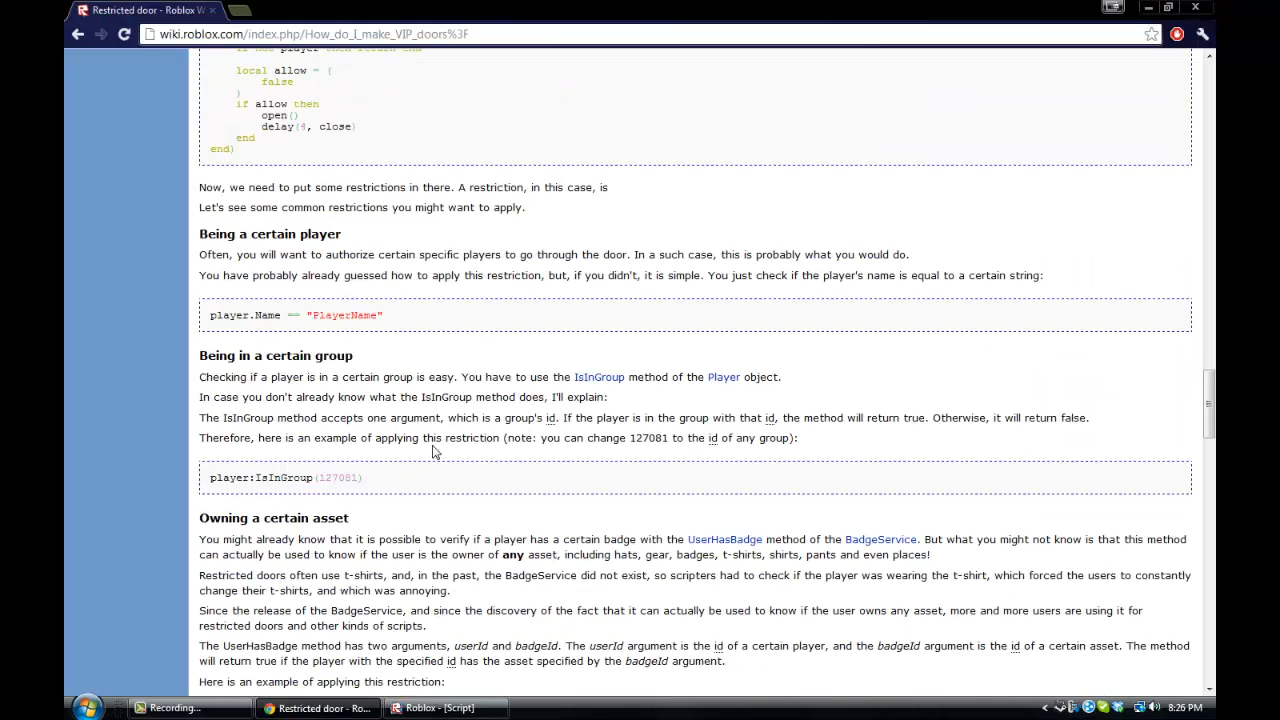 Restricted door - Roblox W
wiki.roblox.com/index.php/How_do_I_make_VIP_doors%3F
if not player then return end
local allow = {
false
}
if allow then
open()
delay(4, close)
end
end)
Now, we need to put some restrictions in there. A restriction, in this case, is
Let's see some common restrictions you might want to apply.
Being a certain player
Often, you will want to authorize certain specific players to go through the door. In a such case, this is probably what you would do.
You have probably already guessed how to apply this restriction, but, if you didn't, it is simple. You just check if the player's name is equal to a certain string:
player.Name == "PlayerName"
Being in a certain group
Checking if a player is in a certain group is easy. You have to use the IsInGroup method of the Player object.
In case you don't already know what the IsInGroup method does, I'll explain:
The IsInGroup method accepts one argument, which is a group's id. If the player is in the group with that id, the method will return true. Otherwise, it will return false.
Therefore, here is an example of applying this restriction (note: you can change 127081 to the id of any group):
player:IsInGroup(127081)
Owning a certain asset
You might already know that it is possible to verify if a player has a certain badge with the UserHasBadge method of the BadgeService. But what you might not know is that this method
can actually be used to know if the user is the owner of any asset, including hats, gear, badges, t-shirts, shirts, pants and even places!
Restricted doors often use t-shirts, and, in the past, the BadgeService did not exist, so scripters had to check if the player was wearing the t-shirt, which forced the users to constantly
change their t-shirts, and which was annoying.
Since the release of the BadgeService, and since the discovery of the fact that it can actually be used to know if the user owns any asset, more and more users are using it for
restricted doors and other kinds of scripts.
The UserHasBadge method has two arguments, userId and badgeId. The userId argument is the id of a certain player, and the badgeId argument is the id of a certain asset. The method
will return true if the player with the specified id has the asset specified by the badgeId argument.
Here is an example of applying this restriction:
Recording...
Restricted door - Ro...
Roblox - [Script]
8:26 PM